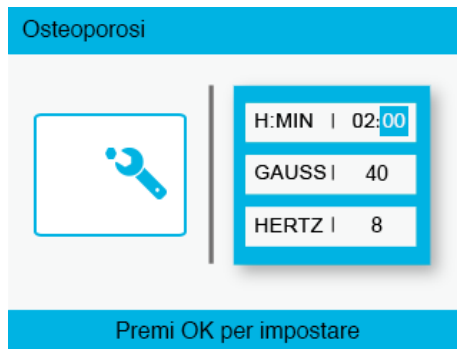 Osteoporosi
H:MIN | 02:00
GAUSS | 40
HERTZ | 8
Premi OK per impostare